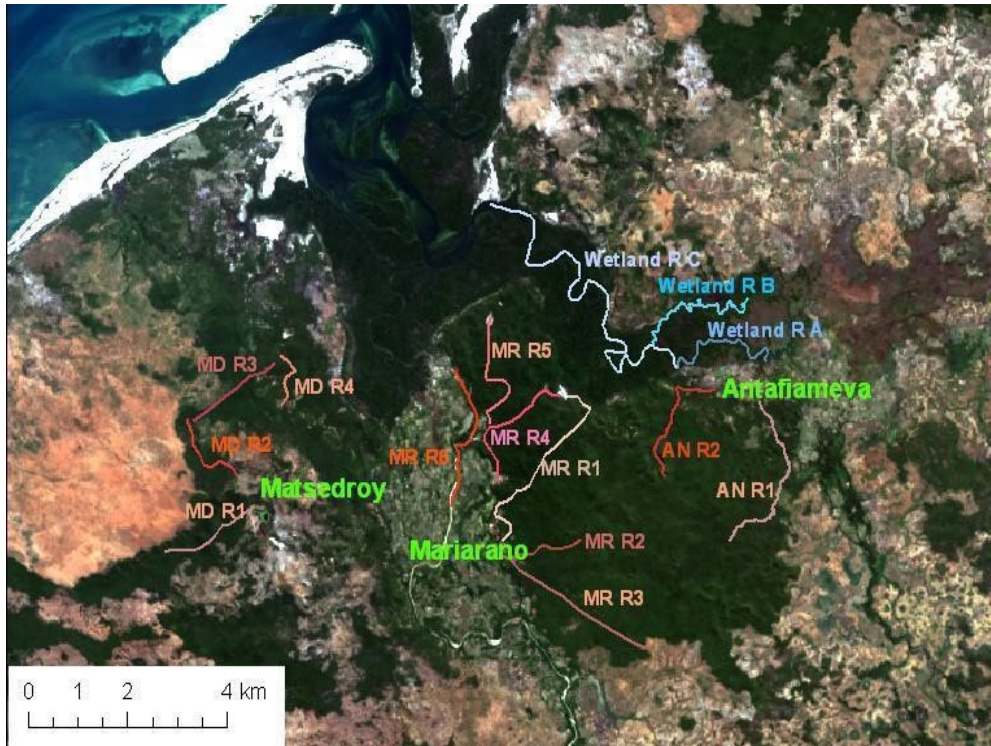 Wetland R C
Wetland R B
Wetland R A
MR R5
MD R3
MD R4
Antafiameva
MR R4
MD R2
MR R6
MR R1
AN R2
Matsedroy
AN R1
MD R1
Mariarano
MR R2
MR R3
0 1 2 4 km